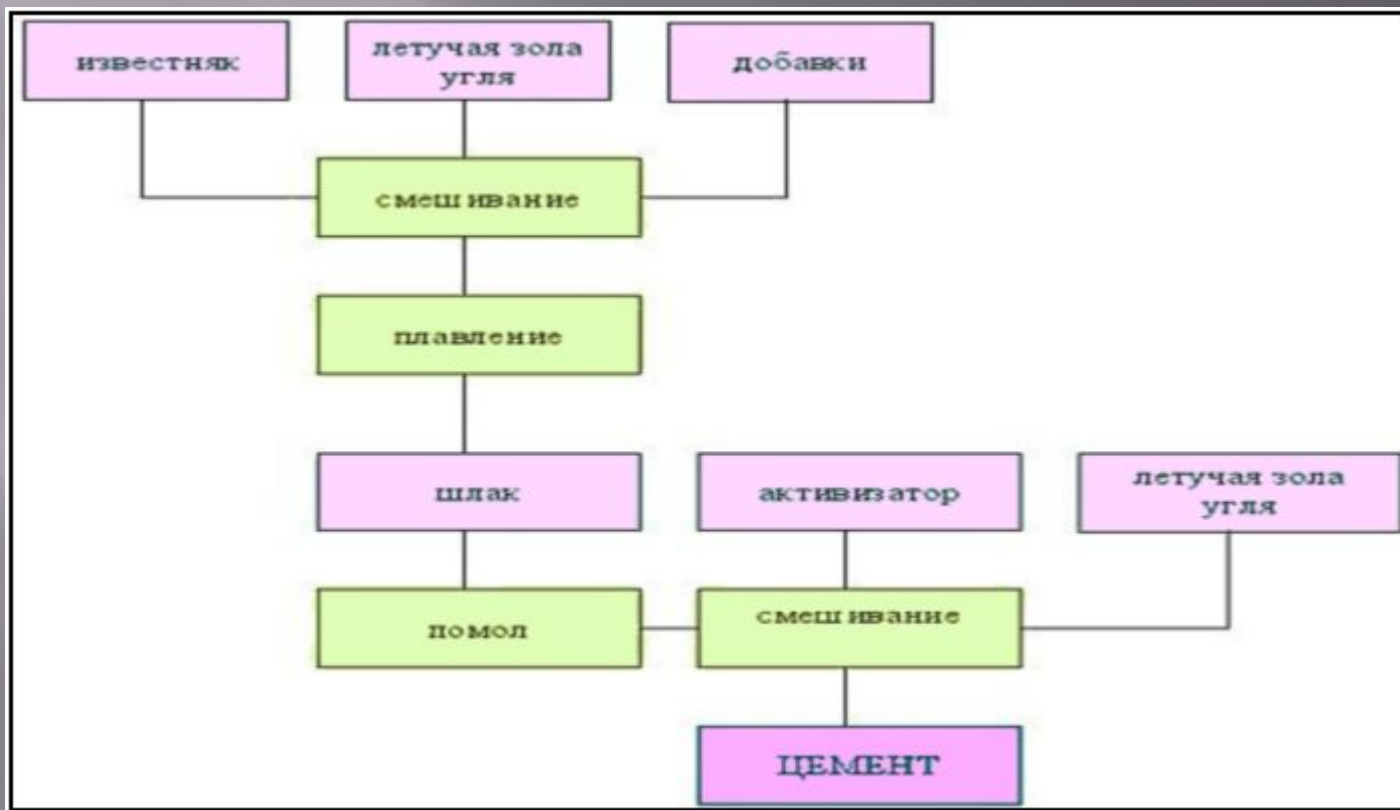 известняк
летучая зола
угля
добавки
смешивание
плавление
шлак
активизатор
летучая зола
угля
помол
смешивание
ЦЕМЕНТ